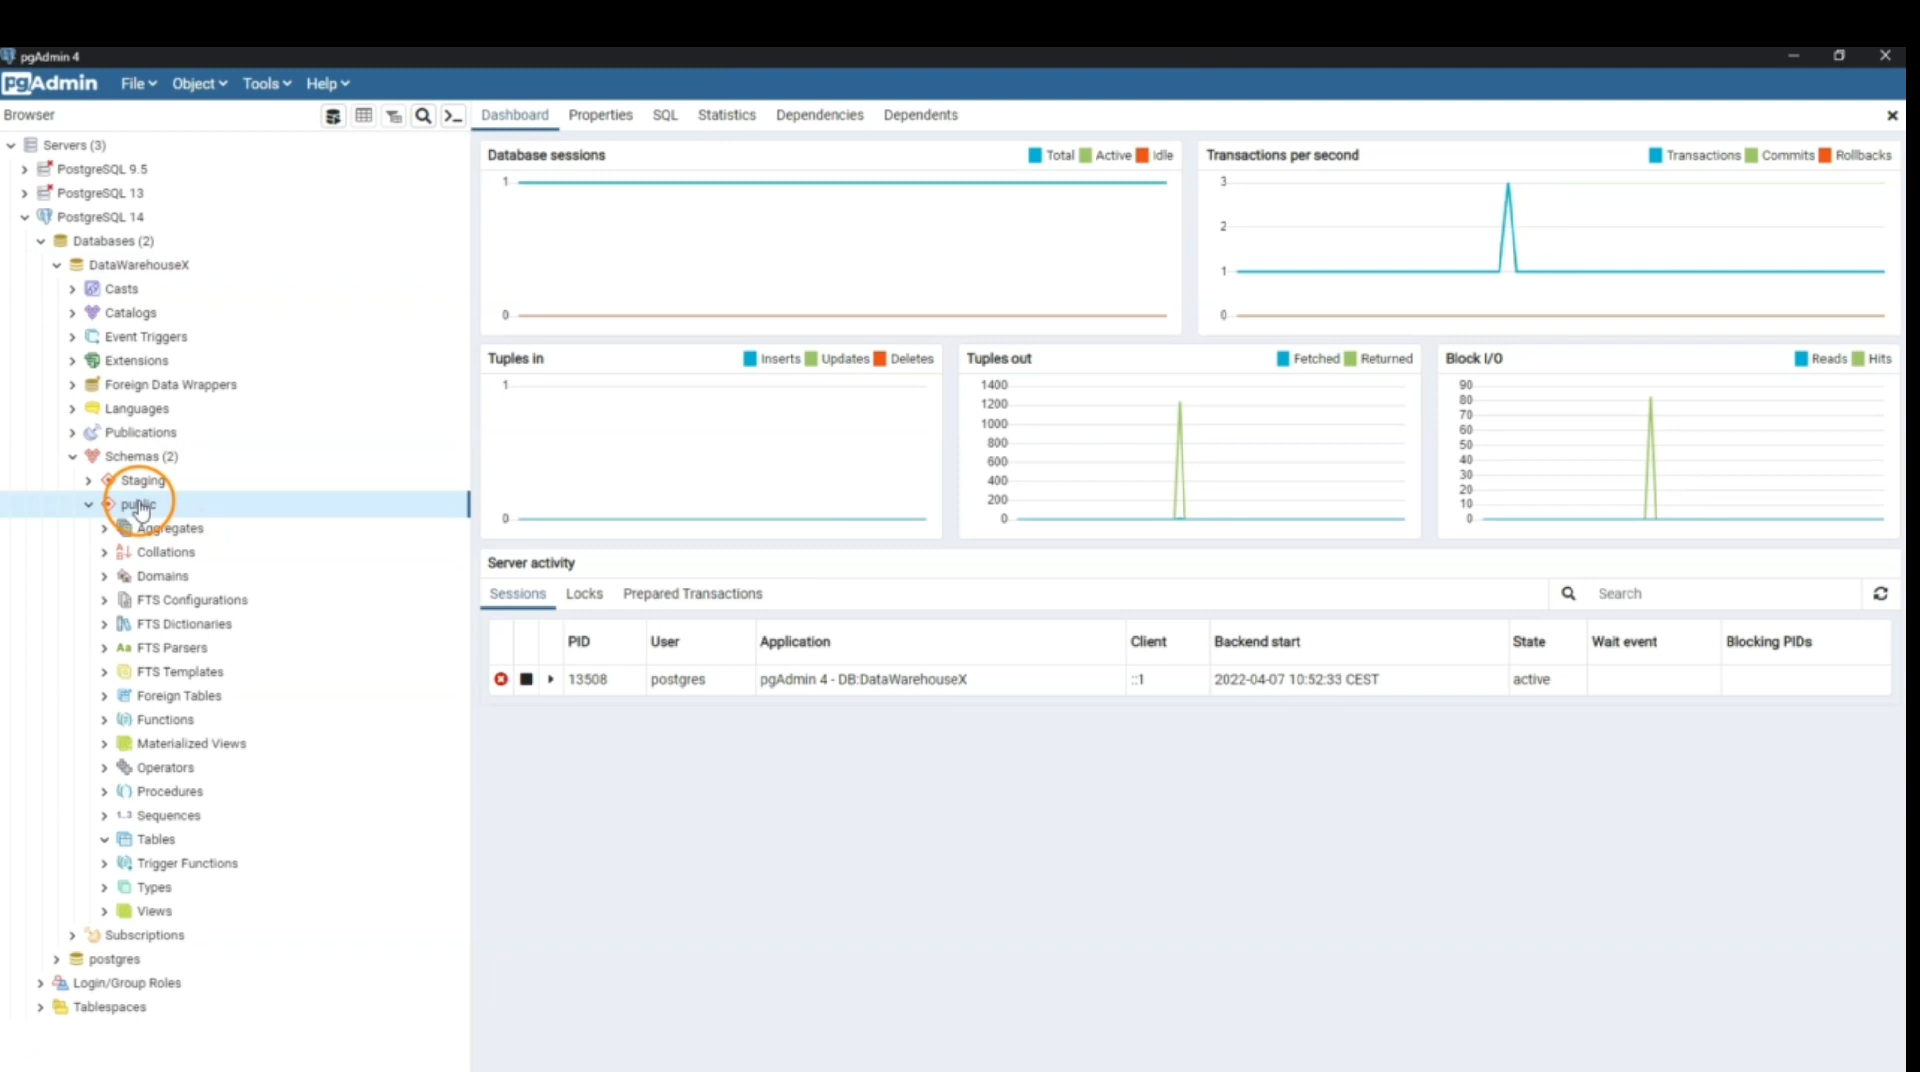 pgAdmin 4
pgAdmin File Object Tools Help
Browser
Dashboard Properties SQL Statistics Dependencies Dependents
Servers (3)
PostgreSQL 9.5
PostgreSQL 13
PostgreSQL 14
Databases (2)
DataWarehouseX
Casts
Catalogs
Event Triggers
Extensions
Foreign Data Wrappers
Languages
Publications
Schemas (2)
Staging
public
Aggregates
Collations
Domains
FTS Configurations
FTS Dictionaries
Aa FTS Parsers
FTS Templates
Foreign Tables
Functions
Materialized Views
Operators
Procedures
1..3 Sequences
Tables
Trigger Functions
Types
Views
Subscriptions
postgres
Login/Group Roles
Tablespaces
Database sessions Total Active Idle
1
0
Transactions per second Transactions Commits Rollbacks
3
2
1
0
Tuples in Inserts Updates Deletes
1
0
Tuples out Fetched Returned
1400
1200
1000
800
600
400
200
0
Block I/O Reads Hits
90
80
70
60
50
40
30
20
10
0
Server activity
Sessions Locks Prepared Transactions Search
PID User Application Client Backend start State Wait event Blocking PIDs
13508 postgres pgAdmin 4 - DB:DataWarehouseX ::1 2022-04-07 10:52:33 CEST active